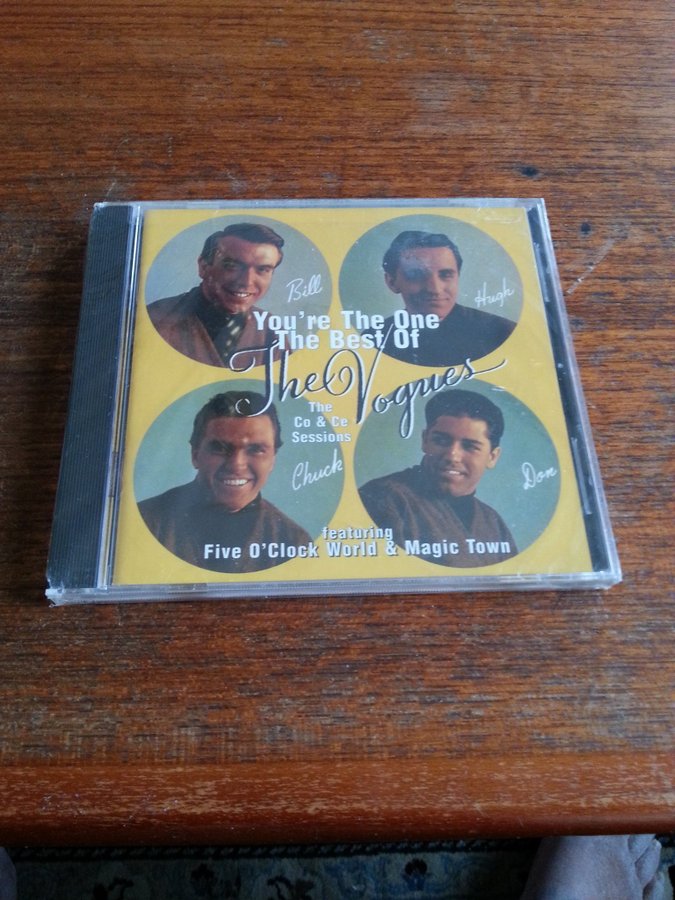 Bill
Hugh
You're The One
The Best Of
The Vogues
The
Co & Ce
Sessions
Chuck
Don
featuring
Five O'Clock World & Magic Town